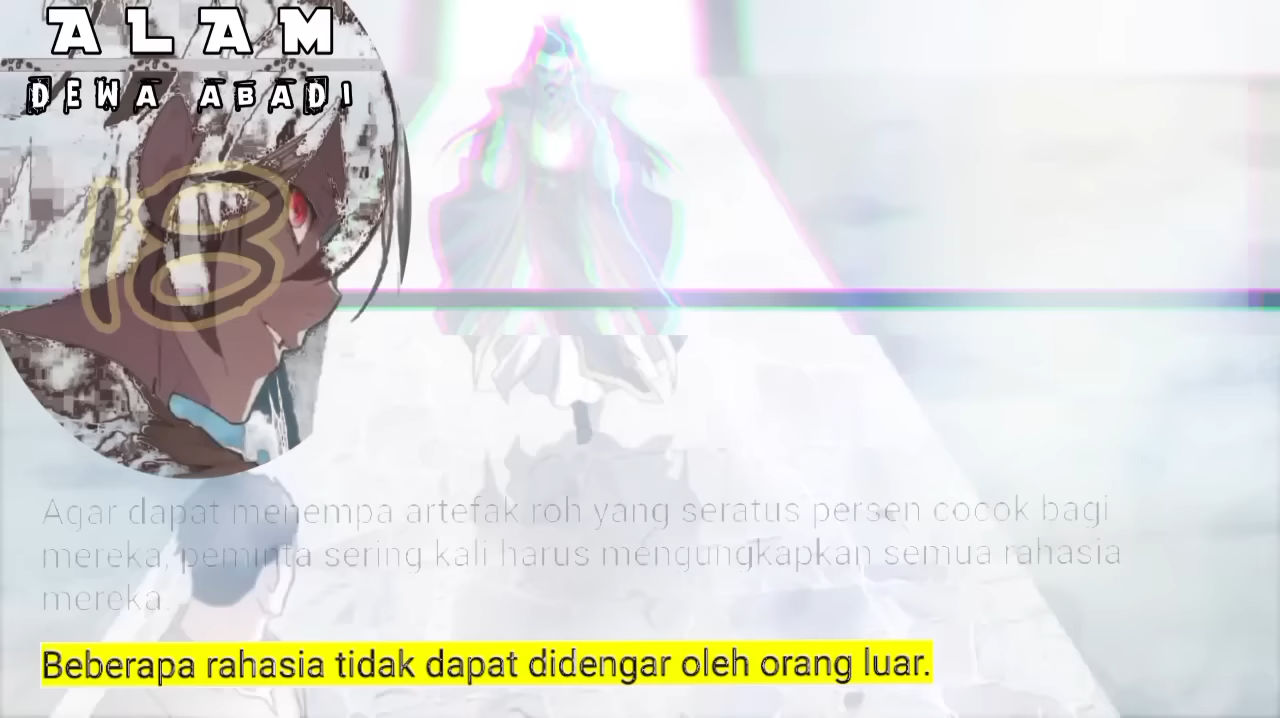 ALAM
DEWA ABADI
18
Agar dapat menempa artefak roh yang seratus persen cocok bagi
mereka, peminta sering kali harus mengungkapkan semua rahasia
mereka.
Beberapa rahasia tidak dapat didengar oleh orang luar.